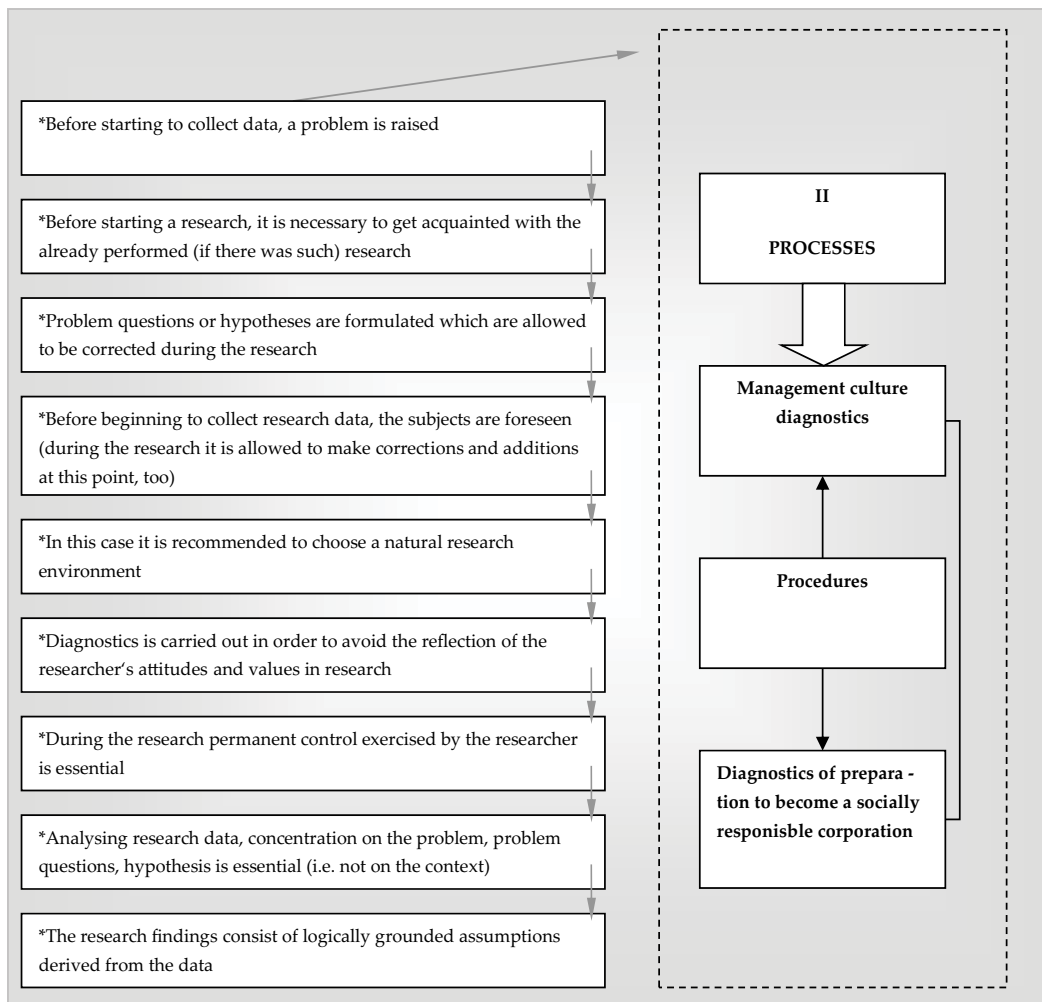 *Before starting to collect data, a problem is raised
*Before starting a research, it is necessary to get acquainted with the
already performed (if there was such) research
*Problem questions or hypotheses are formulated which are allowed
to be corrected during the research
*Before beginning to collect research data, the subjects are foreseen
(during the research it is allowed to make corrections and additions
at this point, too)
*In this case it is recommended to choose a natural research
environment
*Diagnostics is carried out in order to avoid the reflection of the
researcher‘s attitudes and values in research
*During the research permanent control exercised by the researcher
is essential
*Analysing research data, concentration on the problem, problem
questions, hypothesis is essential (i.e. not on the context)
*The research findings consist of logically grounded assumptions
derived from the data
II
PROCESSES
Management culture
diagnostics
Procedures
Diagnostics of prepara -
tion to become a socially
responisble corporation